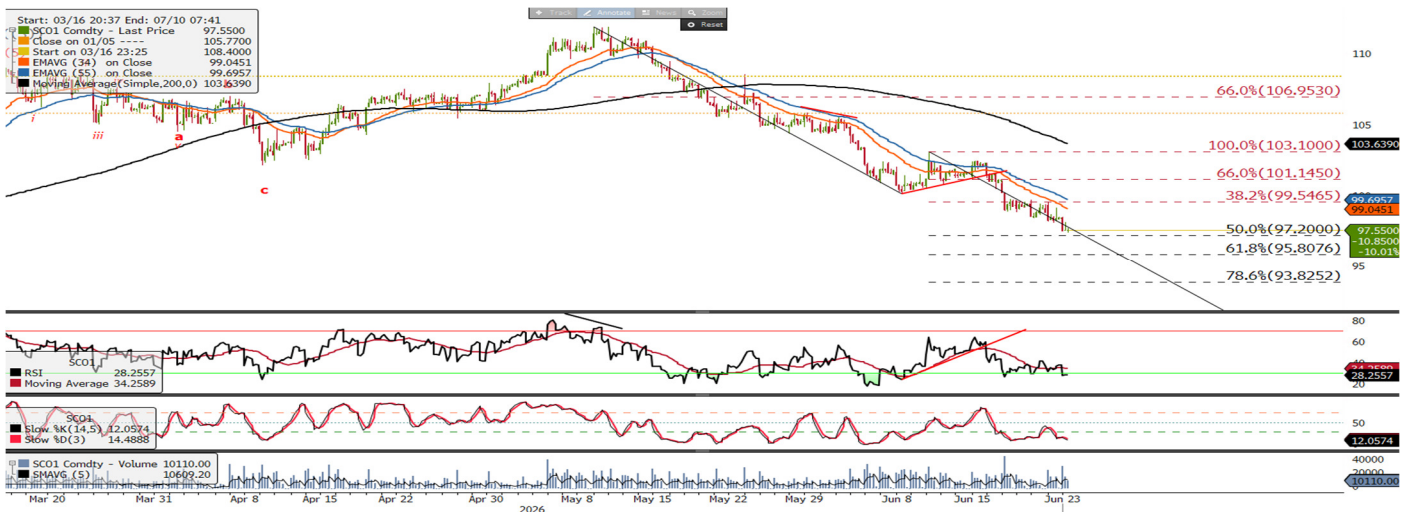 Track Annotate News Zoom
Reset
Start: 03/16 20:37 End: 07/10 07:41
SCO1 Comdty - Last Price 97.5500
Close on 01/05 ---- 105.7700
Start on 03/16 23:25 108.4000
EMAVG (34) on Close 99.0451
EMAVG (55) on Close 99.6957
Moving Average(Simple,200,0) 103.6390
i
iii
a
v
b
c
110
105
95
66.0%(106.9530)
100.0%(103.1000)
66.0%(101.1450)
38.2%(99.5465)
50.0%(97.2000)
61.8%(95.8076)
78.6%(93.8252)
103.6390
99.6957
99.0451
97.5500
-10.8500
-10.01%
SCO1
RSI 28.2557
Moving Average 34.2589
80
60
40
20
34.2589
28.2557
SCO1
Slow %K(14,5) 12.0574
Slow %D(3) 14.4888
50
12.0574
SCO1 Comdty - Volume 10110.00
SMAVG (5) 10609.20
40000
20000
0
10110.00
Mar 20 Mar 31 Apr 8 Apr 15 Apr 22 Apr 30 May 8 May 15 May 22 May 29 Jun 8 Jun 15 Jun 23
2026